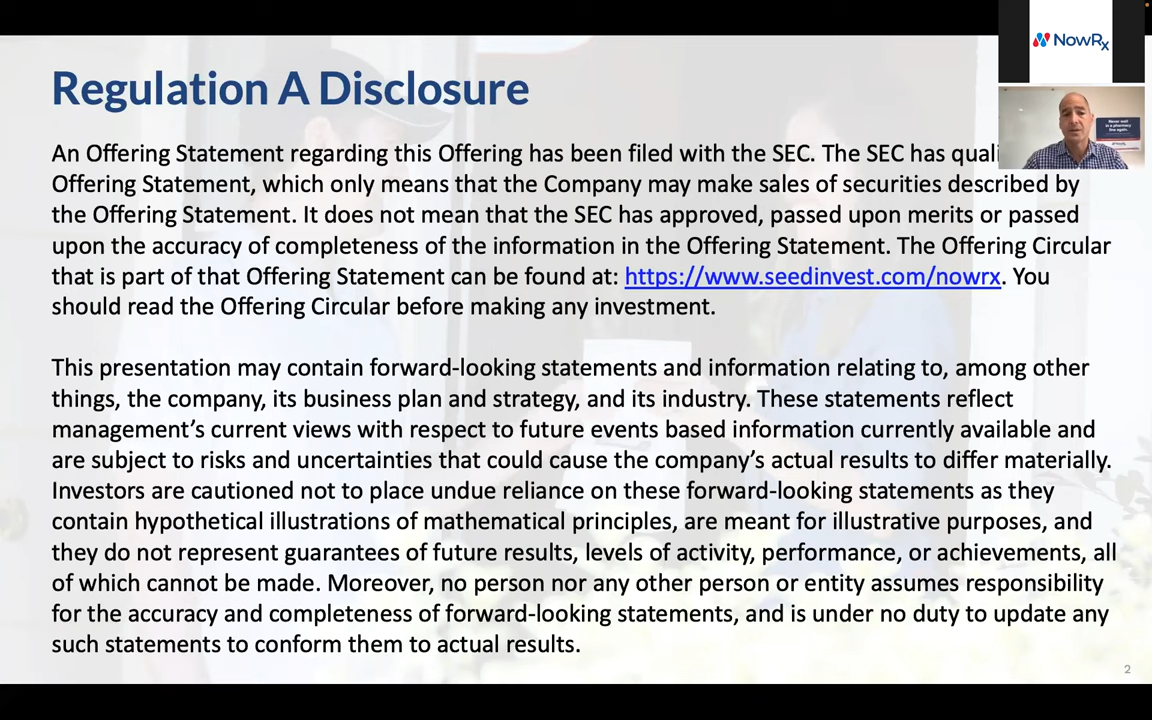 Regulation A Disclosure
NowRx
Never wait
in a pharmacy
line again.
An Offering Statement regarding this Offering has been filed with the SEC. The SEC has quali
Offering Statement, which only means that the Company may make sales of securities described by
the Offering Statement. It does not mean that the SEC has approved, passed upon merits or passed
upon the accuracy of completeness of the information in the Offering Statement. The Offering Circular
that is part of that Offering Statement can be found at: https://www.seedinvest.com/nowrx. You
should read the Offering Circular before making any investment.
This presentation may contain forward-looking statements and information relating to, among other
things, the company, its business plan and strategy, and its industry. These statements reflect
management’s current views with respect to future events based information currently available and
are subject to risks and uncertainties that could cause the company’s actual results to differ materially.
Investors are cautioned not to place undue reliance on these forward-looking statements as they
contain hypothetical illustrations of mathematical principles, are meant for illustrative purposes, and
they do not represent guarantees of future results, levels of activity, performance, or achievements, all
of which cannot be made. Moreover, no person nor any other person or entity assumes responsibility
for the accuracy and completeness of forward-looking statements, and is under no duty to update any
such statements to conform them to actual results.
2